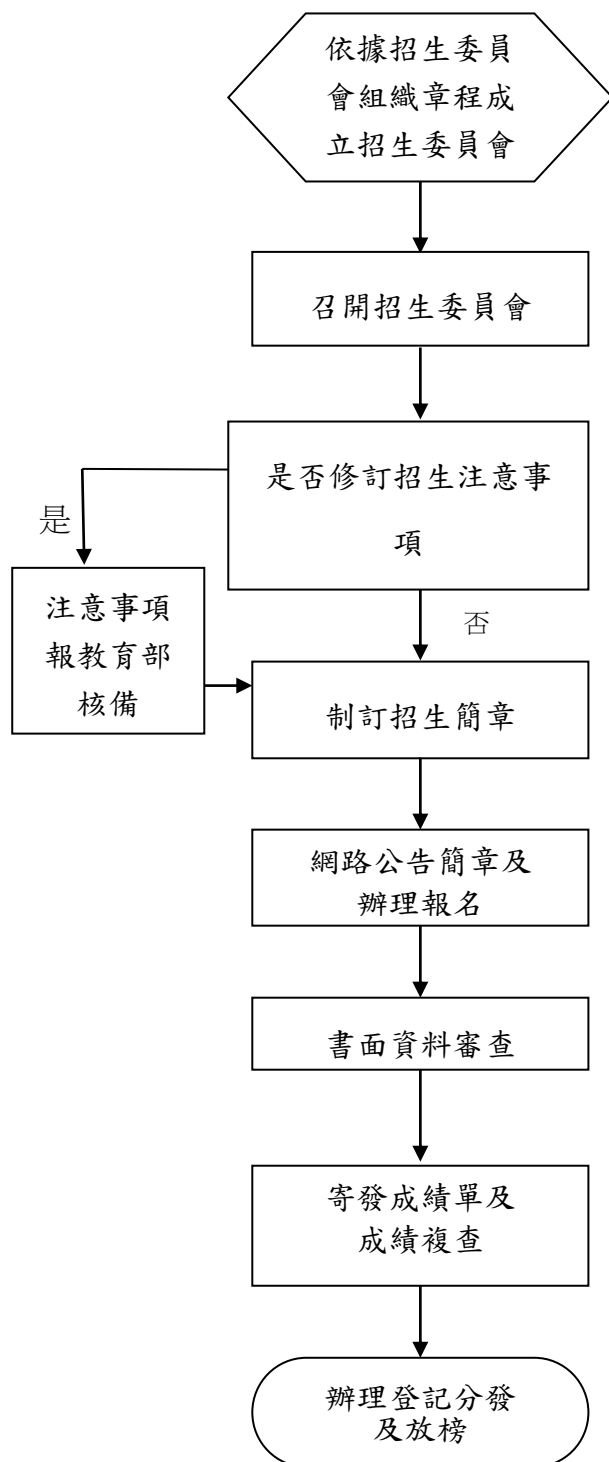 依據招生委員
會組織章程成
立招生委員會
召開招生委員會
是否修訂招生注意事
項
是
注意事項
報教育部
核備
否
制訂招生簡章
網路公告簡章及
辦理報名
書面資料審查
寄發成績單及
成績複查
辦理登記分發
及放榜